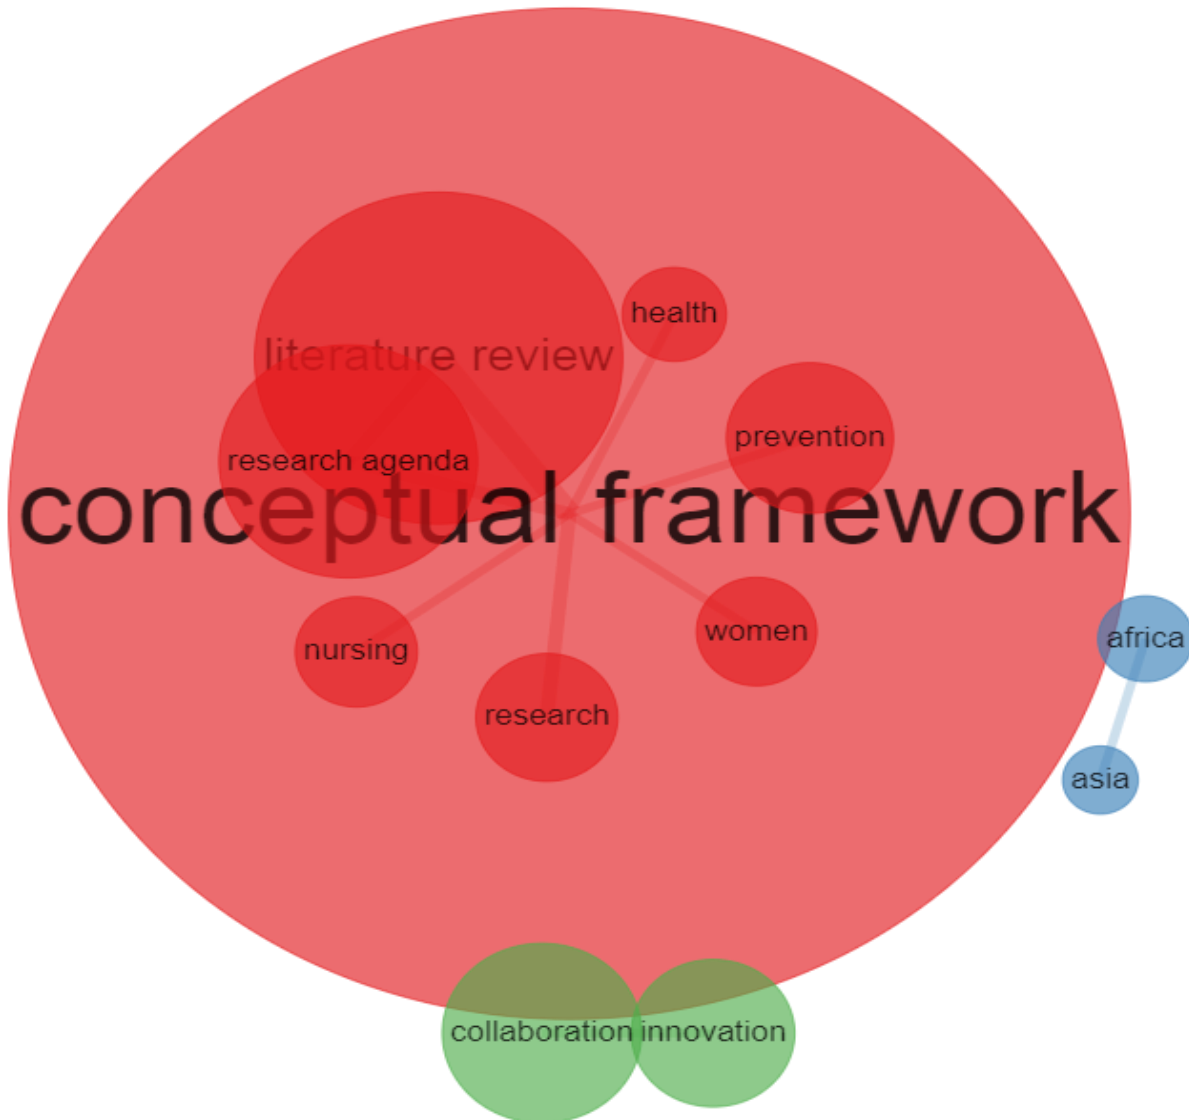 health
literature review
prevention
research agenda
conceptual framework
women
africa
nursing
research
asia
collaboration
innovation